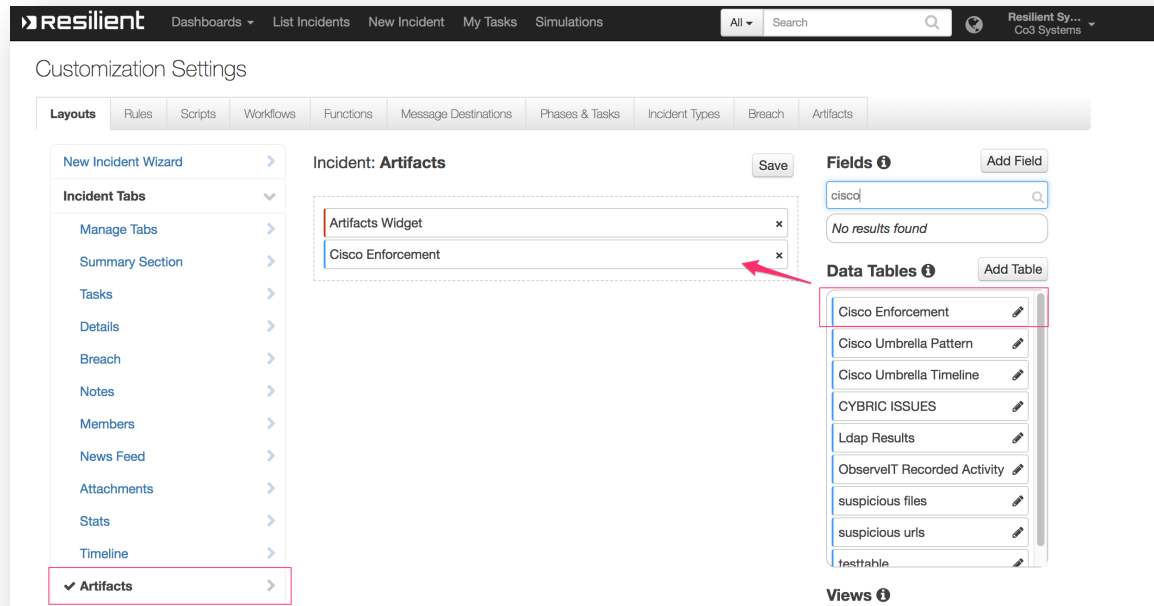 Resilient Dashboards List Incidents New Incident My Tasks Simulations All Search Resilient Sy...
Co3 Systems
Customization Settings
Layouts Rules Scripts Workflows Functions Message Destinations Phases & Tasks Incident Types Breach Artifacts
New Incident Wizard
Incident Tabs
Manage Tabs
Summary Section
Tasks
Details
Breach
Notes
Members
News Feed
Attachments
Stats
Timeline
Artifacts
Incident: Artifacts Save
Artifacts Widget ×
Cisco Enforcement ×
Fields Add Field
cisco
No results found
Data Tables Add Table
Cisco Enforcement
Cisco Umbrella Pattern
Cisco Umbrella Timeline
CYBRIC ISSUES
Ldap Results
ObserveIT Recorded Activity
suspicious files
suspicious urls
testtable
Views